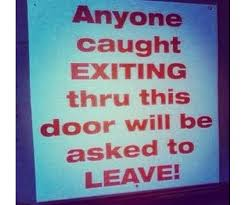 Anyone
caught
EXITING
thru this
door will be
asked to
LEAVE!